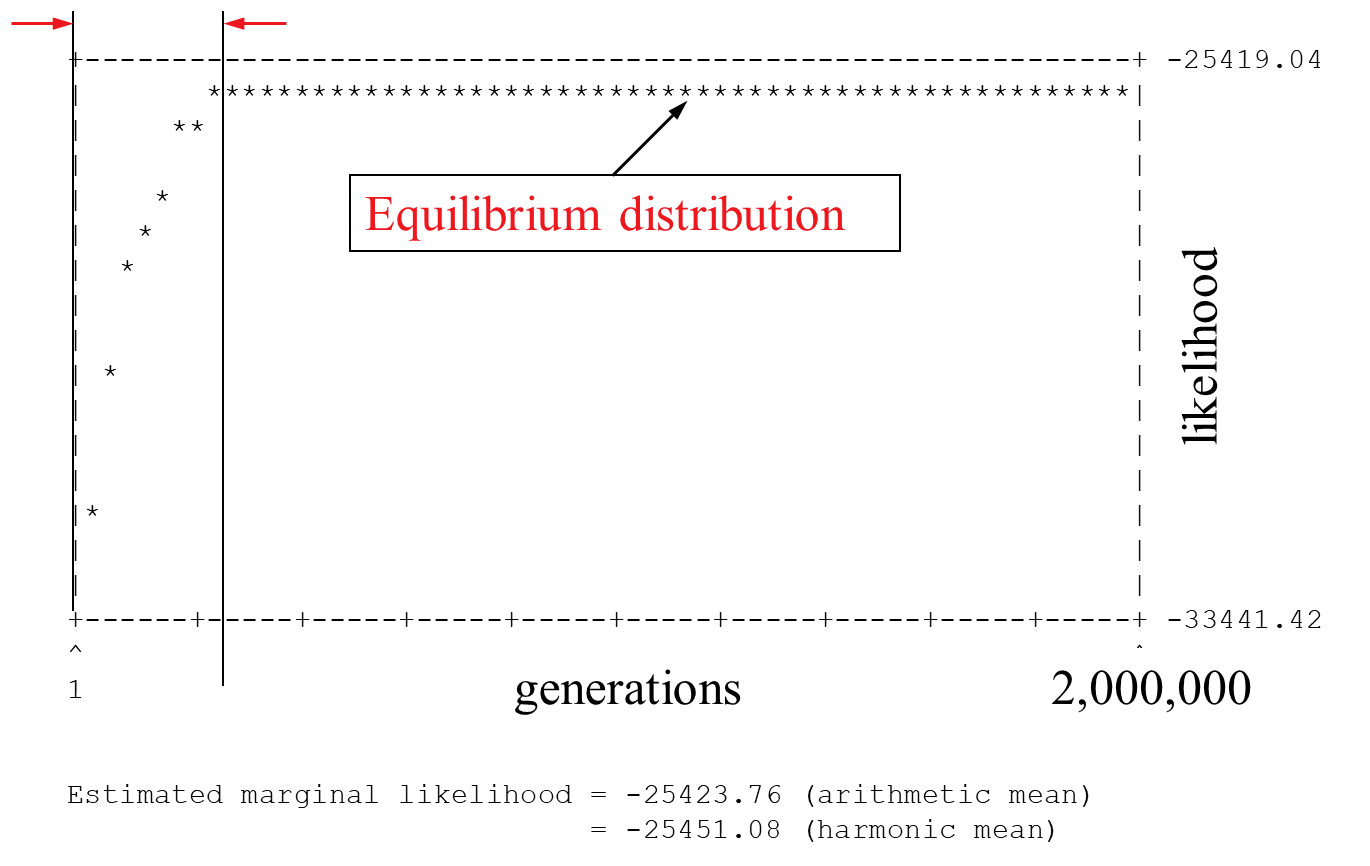 -25419.04
Equilibrium distribution
likelihood
-33441.42
1 generations 2,000,000
Estimated marginal likelihood = -25423.76 (arithmetic mean)
= -25451.08 (harmonic mean)